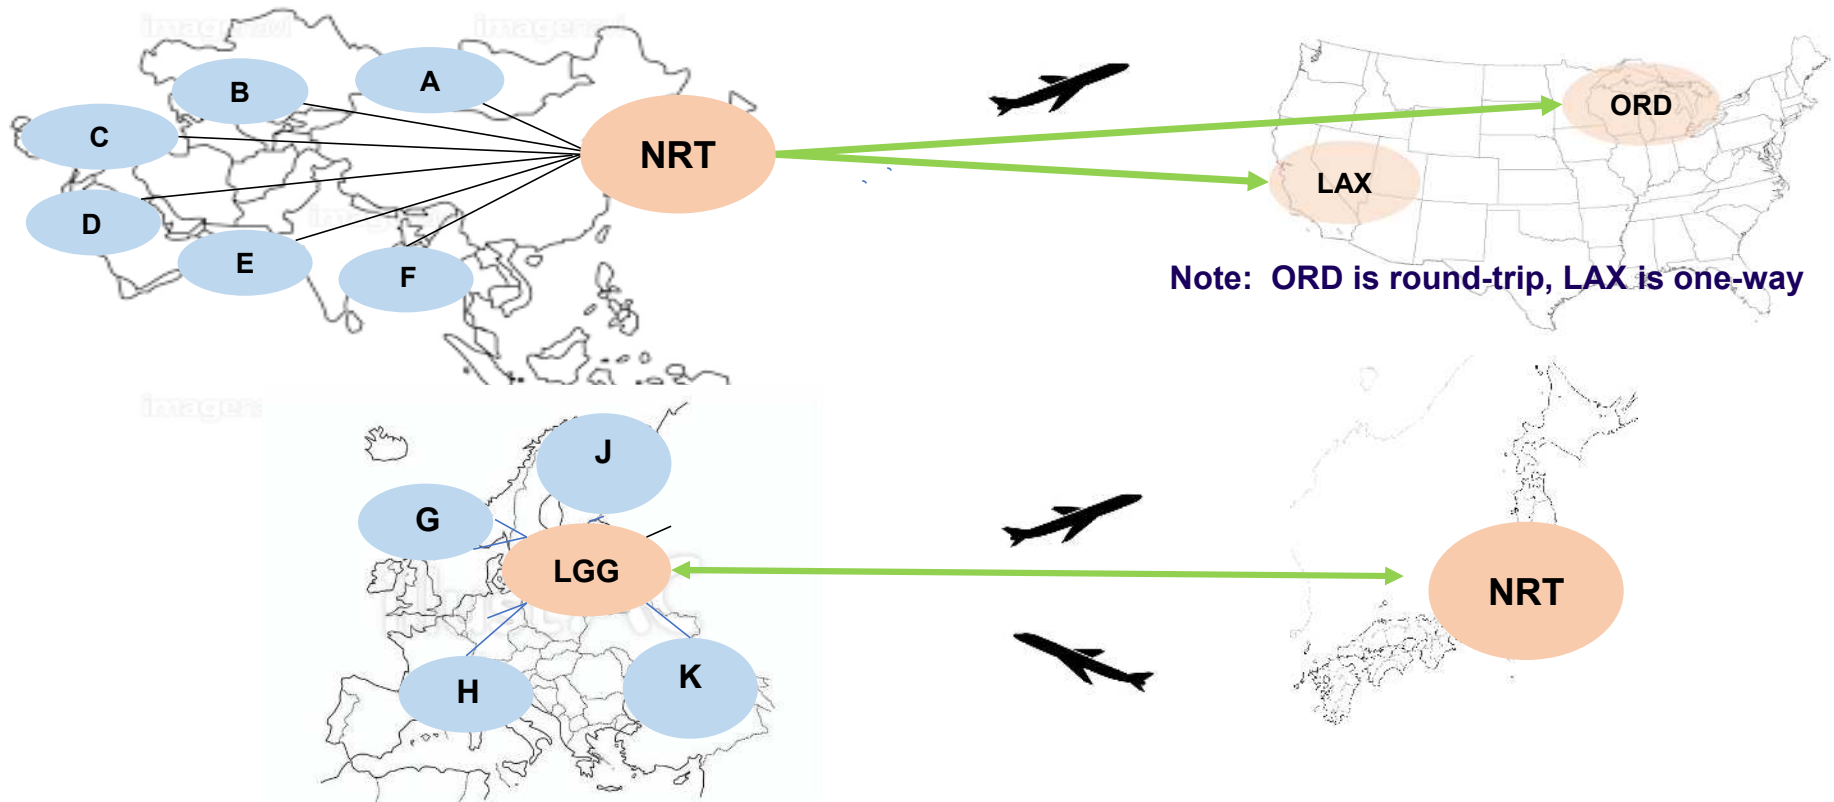 A
B
C
D
E
F
NRT
ORD
LAX
Note: ORD is round-trip, LAX is one-way
J
G
LGG
H
K
NRT